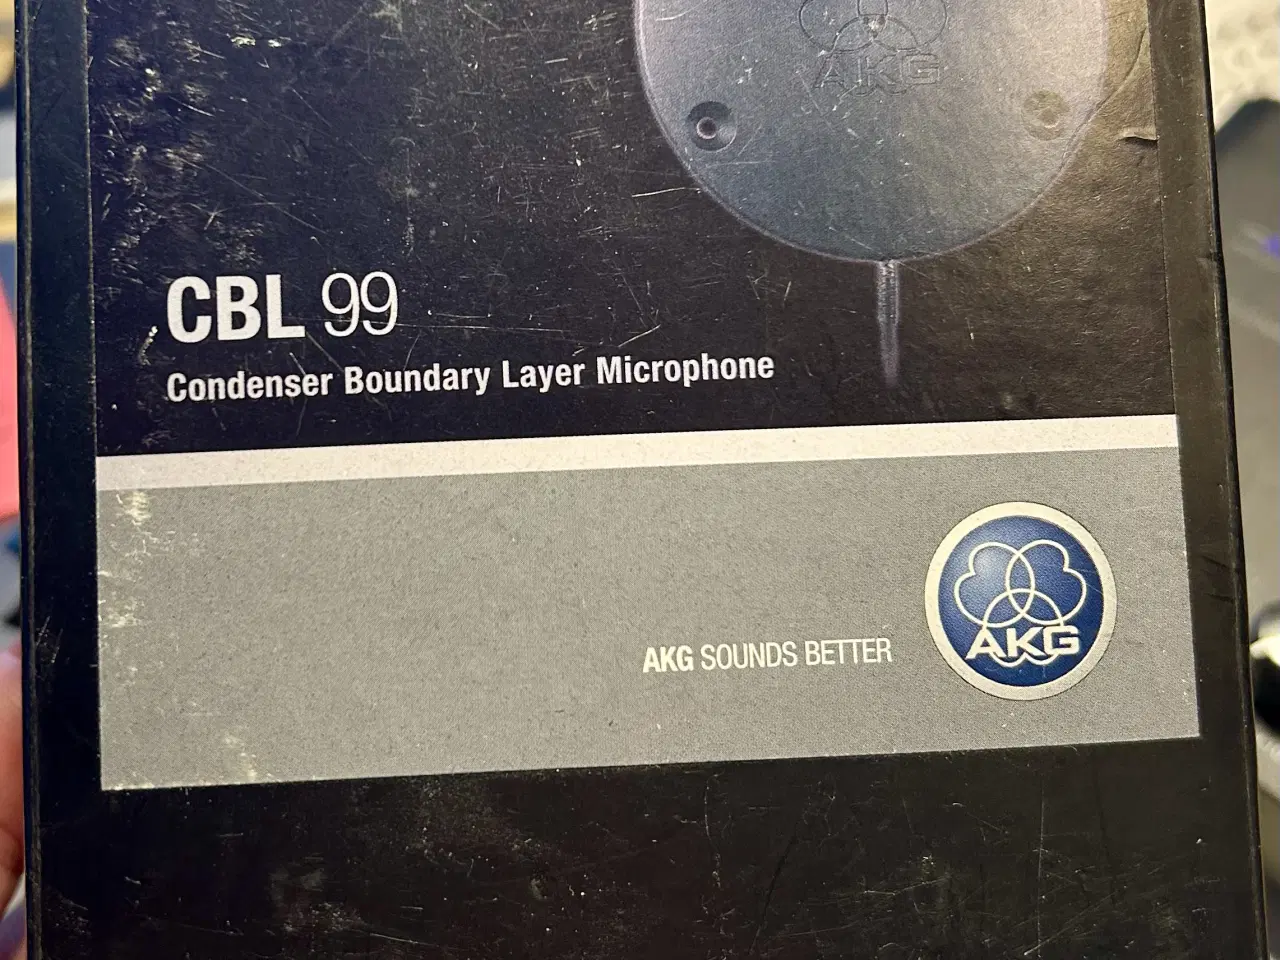 AKG
CBL 99
Condenser Boundary Layer Microphone
AKG SOUNDS BETTER
AKG